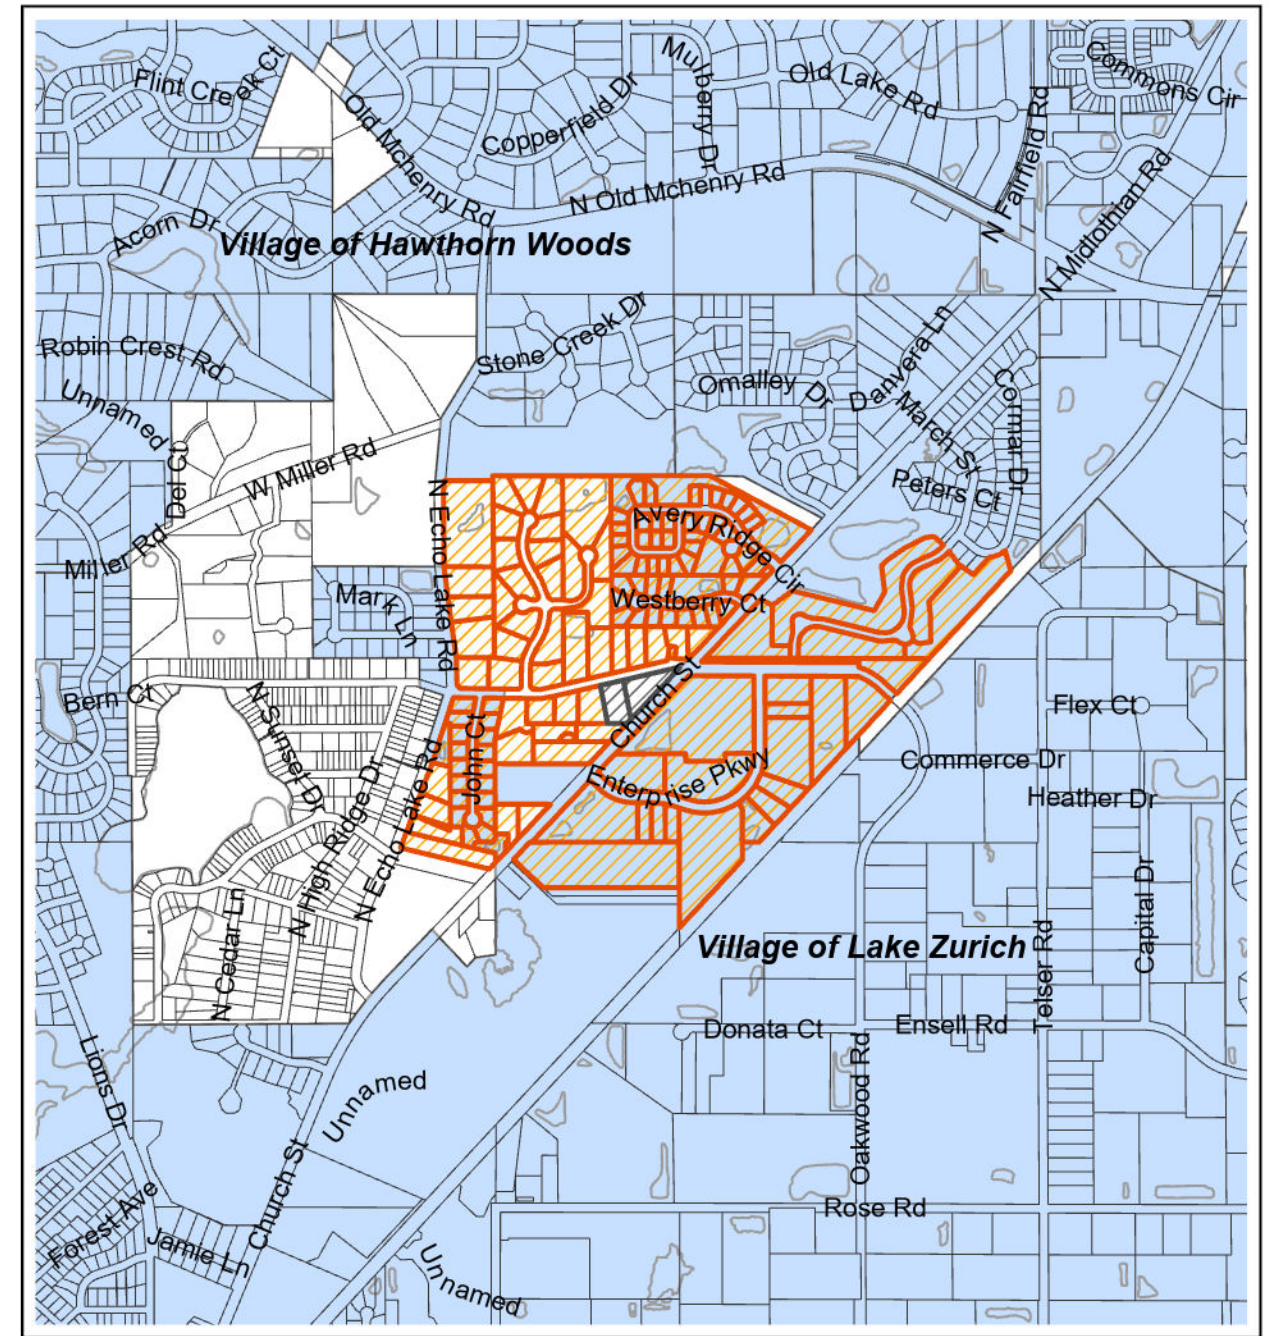 Flint Creek Ct
Old Mchenry Rd
Copperfield Dr
Mulberry Dr
Old Lake Rd
Commons Cir
N Old Mchenry Rd
N Fairfield Rd
N Midlothian Rd
Acorn Dr
Village of Hawthorn Woods
Robin Crest Rd
Stone Creek Dr
Omalley Dr
Danvera Ln
March St
Cormar Dr
Peters Ct
Unnamed
Del Ct
W Miller Rd
Miller Rd
N Echo Lake Rd
Avery Ridge Cir
Westberry Ct
Mark Ln
Bern Ct
N Sunset Dr
Church St
John Ct
Enterprise Pkwy
Flex Ct
Commerce Dr
Heather Dr
N High Ridge Dr
N Echo Lake Rd
N Cedar Ln
Village of Lake Zurich
Capital Dr
Telser Rd
Donata Ct
Ensell Rd
Oakwood Rd
Lions Dr
Unnamed
Church St
Forest Ave
Jamie Ln
Rose Rd
Unnamed